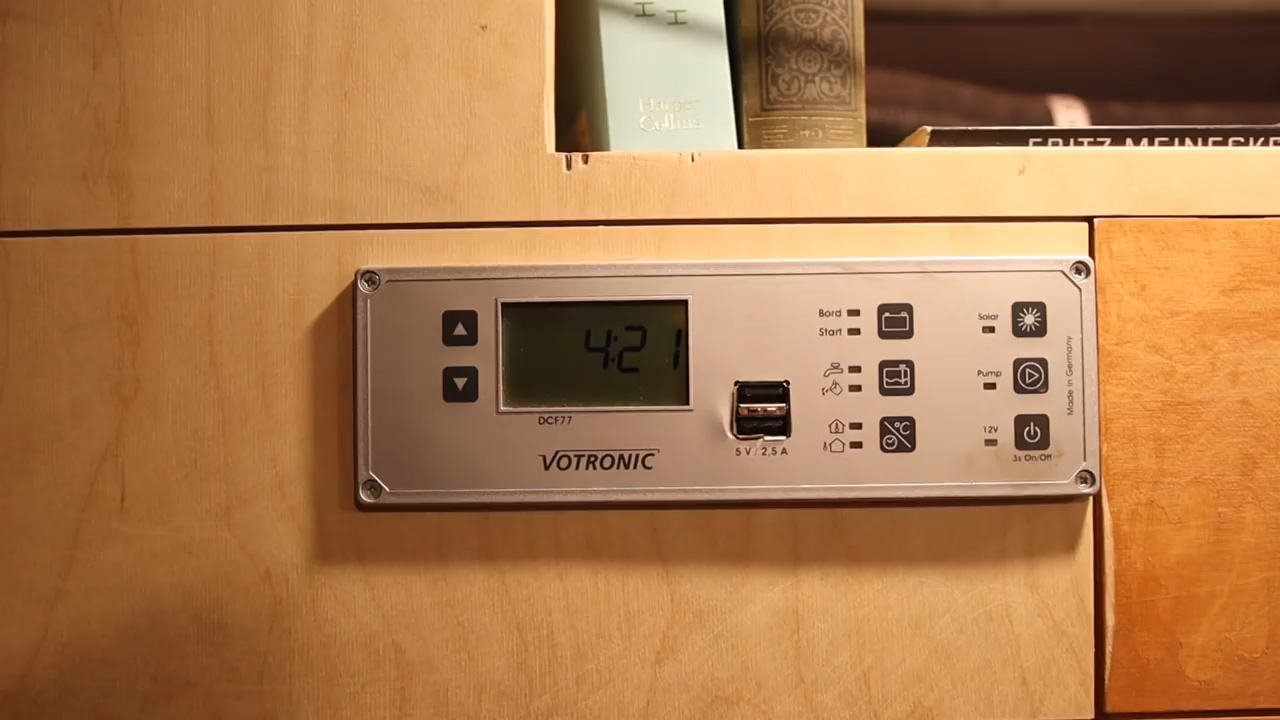 Harper
Collins
FRITZ MEINECKE
4:21
DCF77
VOTRONIC
5 V / 2,5 A
Bord
Start
°C
Solar
Pump
12V
3s On/Off
Made in Germany